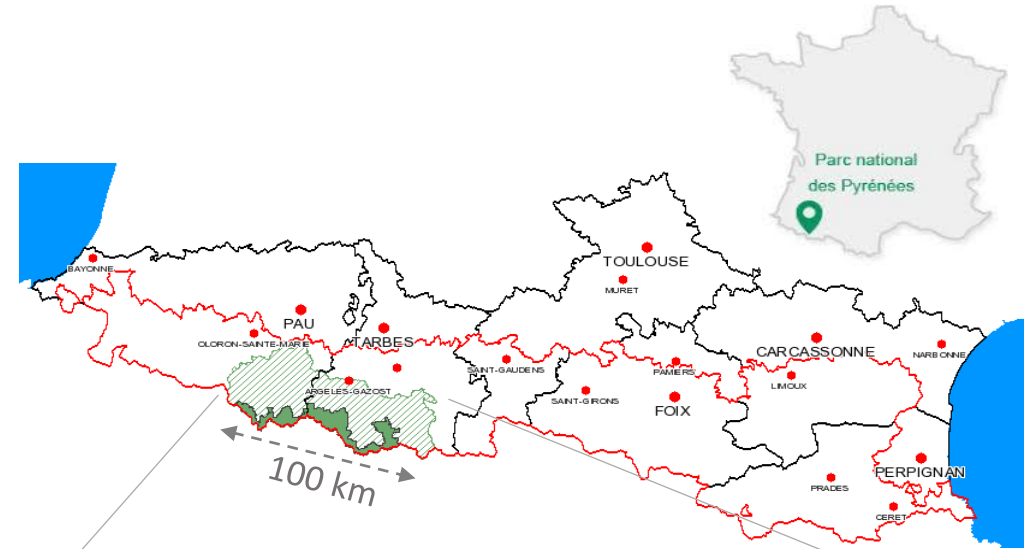 Parc national
des Pyrénées
TOULOUSE
BAYONNE
MURET
PAU
OLORON-SAINTE-MARIE
TARBES
CARCASSONNE
NARBONNE
SAINT-GAUDENS
PAMIERS
LIMOUX
ARGELES-GAZOST
SAINT-GIRONS
FOIX
100 km
PERPIGNAN
PRADES
CERET